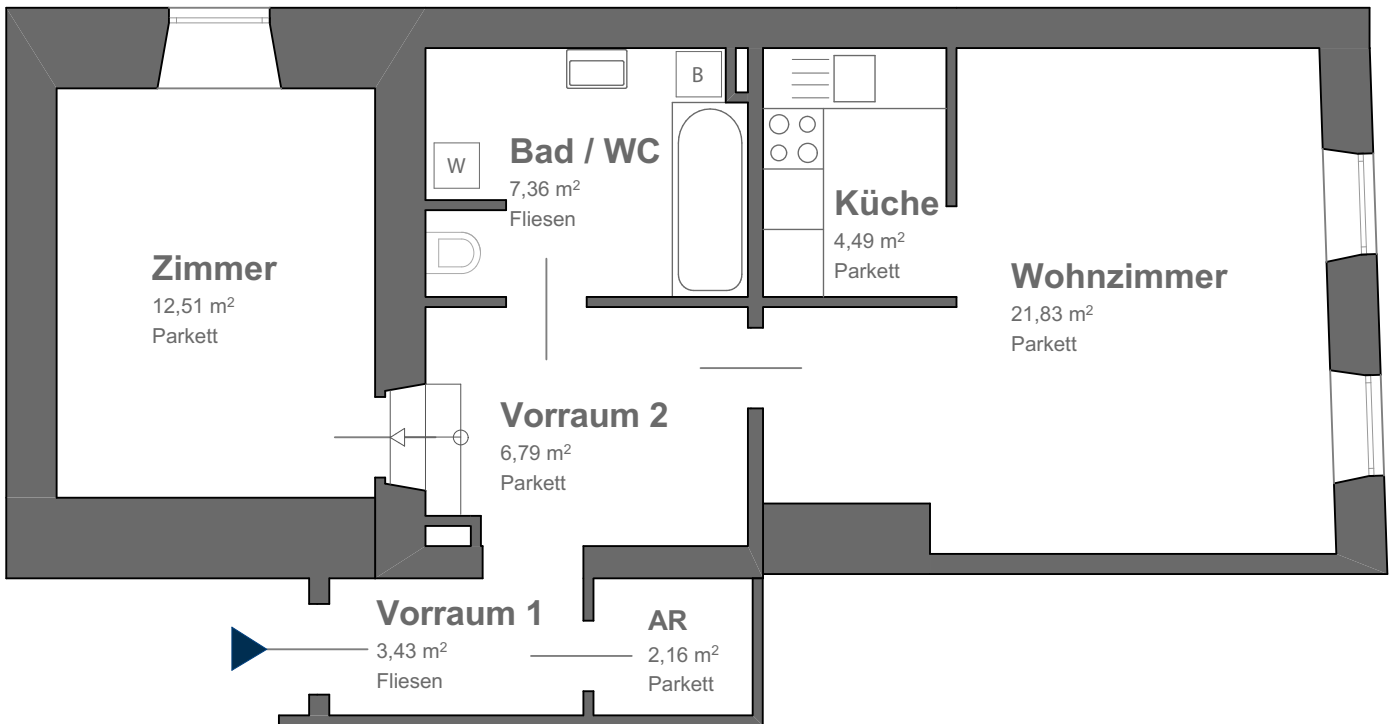 Zimmer
12,51 m²
Parkett
W
B
Bad / WC
7,36 m²
Fliesen
Küche
4,49 m²
Parkett
Wohnzimmer
21,83 m²
Parkett
Vorraum 2
6,79 m²
Parkett
Vorraum 1
3,43 m²
Fliesen
AR
2,16 m²
Parkett